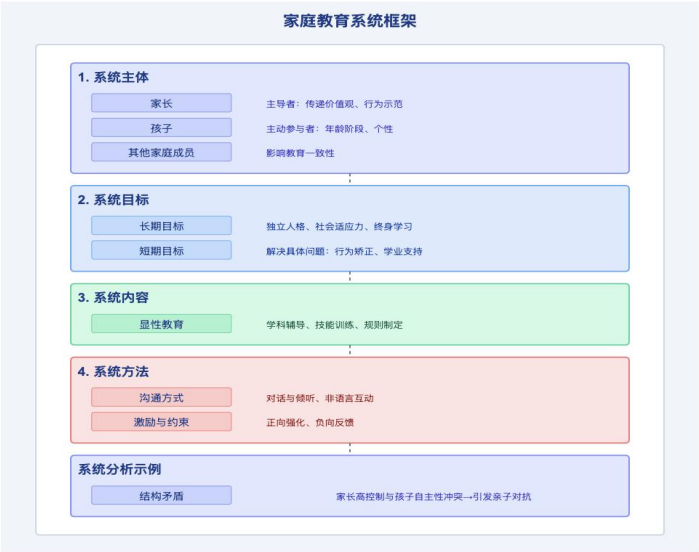 家庭教育系统框架
1. 系统主体
家长 主导者：传递价值观、行为示范
孩子 主动参与者：年龄阶段、个性
其他家庭成员 影响教育一致性
2. 系统目标
长期目标 独立人格、社会适应力、终身学习
短期目标 解决具体问题：行为矫正、学业支持
3. 系统内容
显性教育 学科辅导、技能训练、规则制定
4. 系统方法
沟通方式 对话与倾听、非语言互动
激励与约束 正向强化、负向反馈
系统分析示例
结构矛盾 家长高控制与孩子自主性冲突→引发亲子对抗